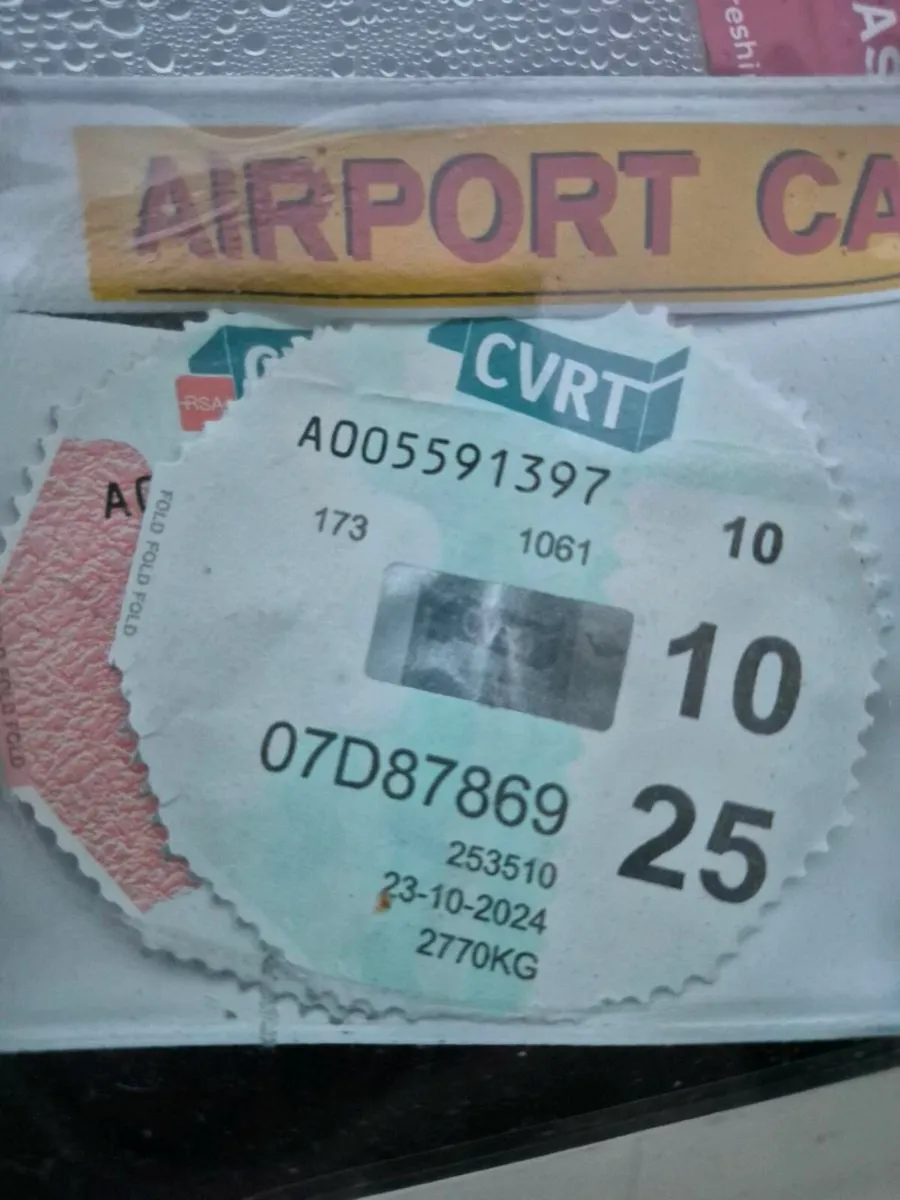 AIRPORT CA
CVRT
RSA
A005591397
173 1061 10
10
07D87869
25
253510
23-10-2024
2770KG
FOLD FOLD FOLD